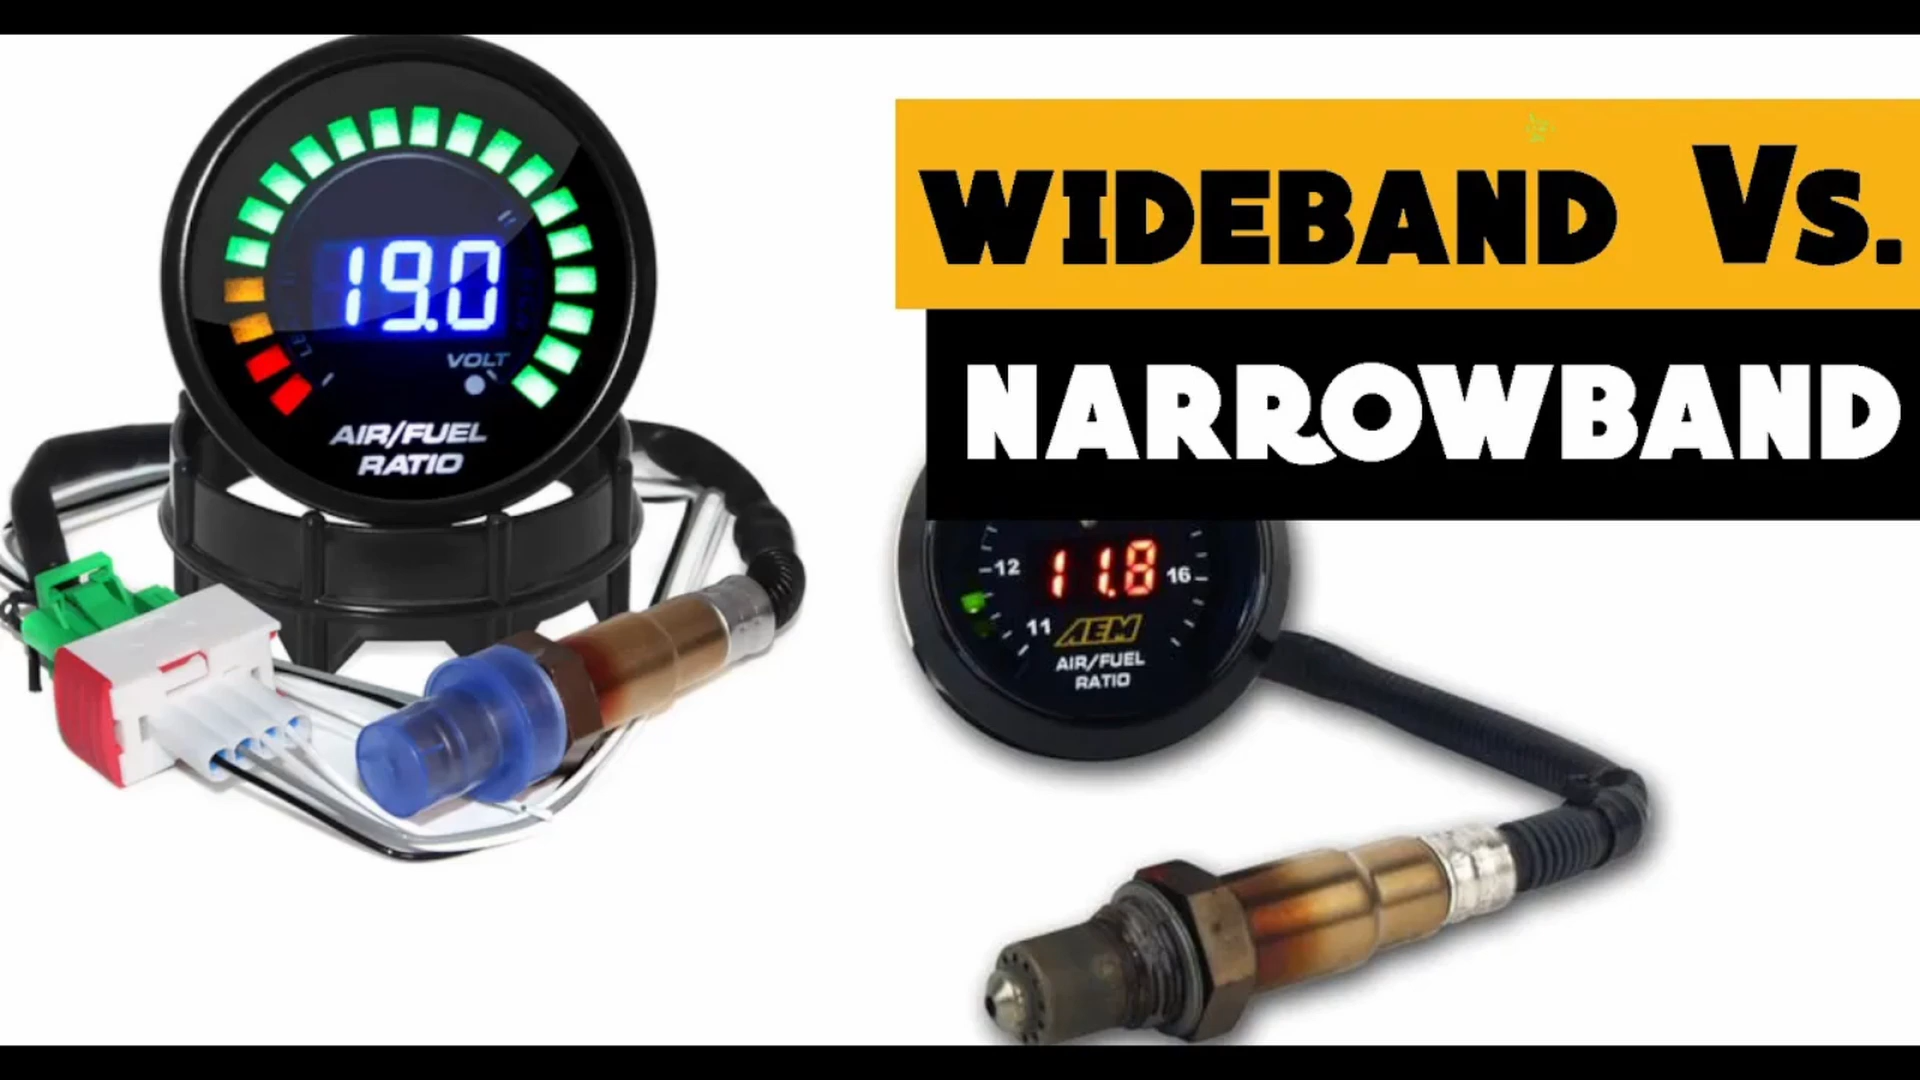 WIDEBAND Vs.
NARROWBAND
19.0
VOLT
AIR/FUEL
RATIO
12 11.8 16
11 AEM
AIR/FUEL
RATIO